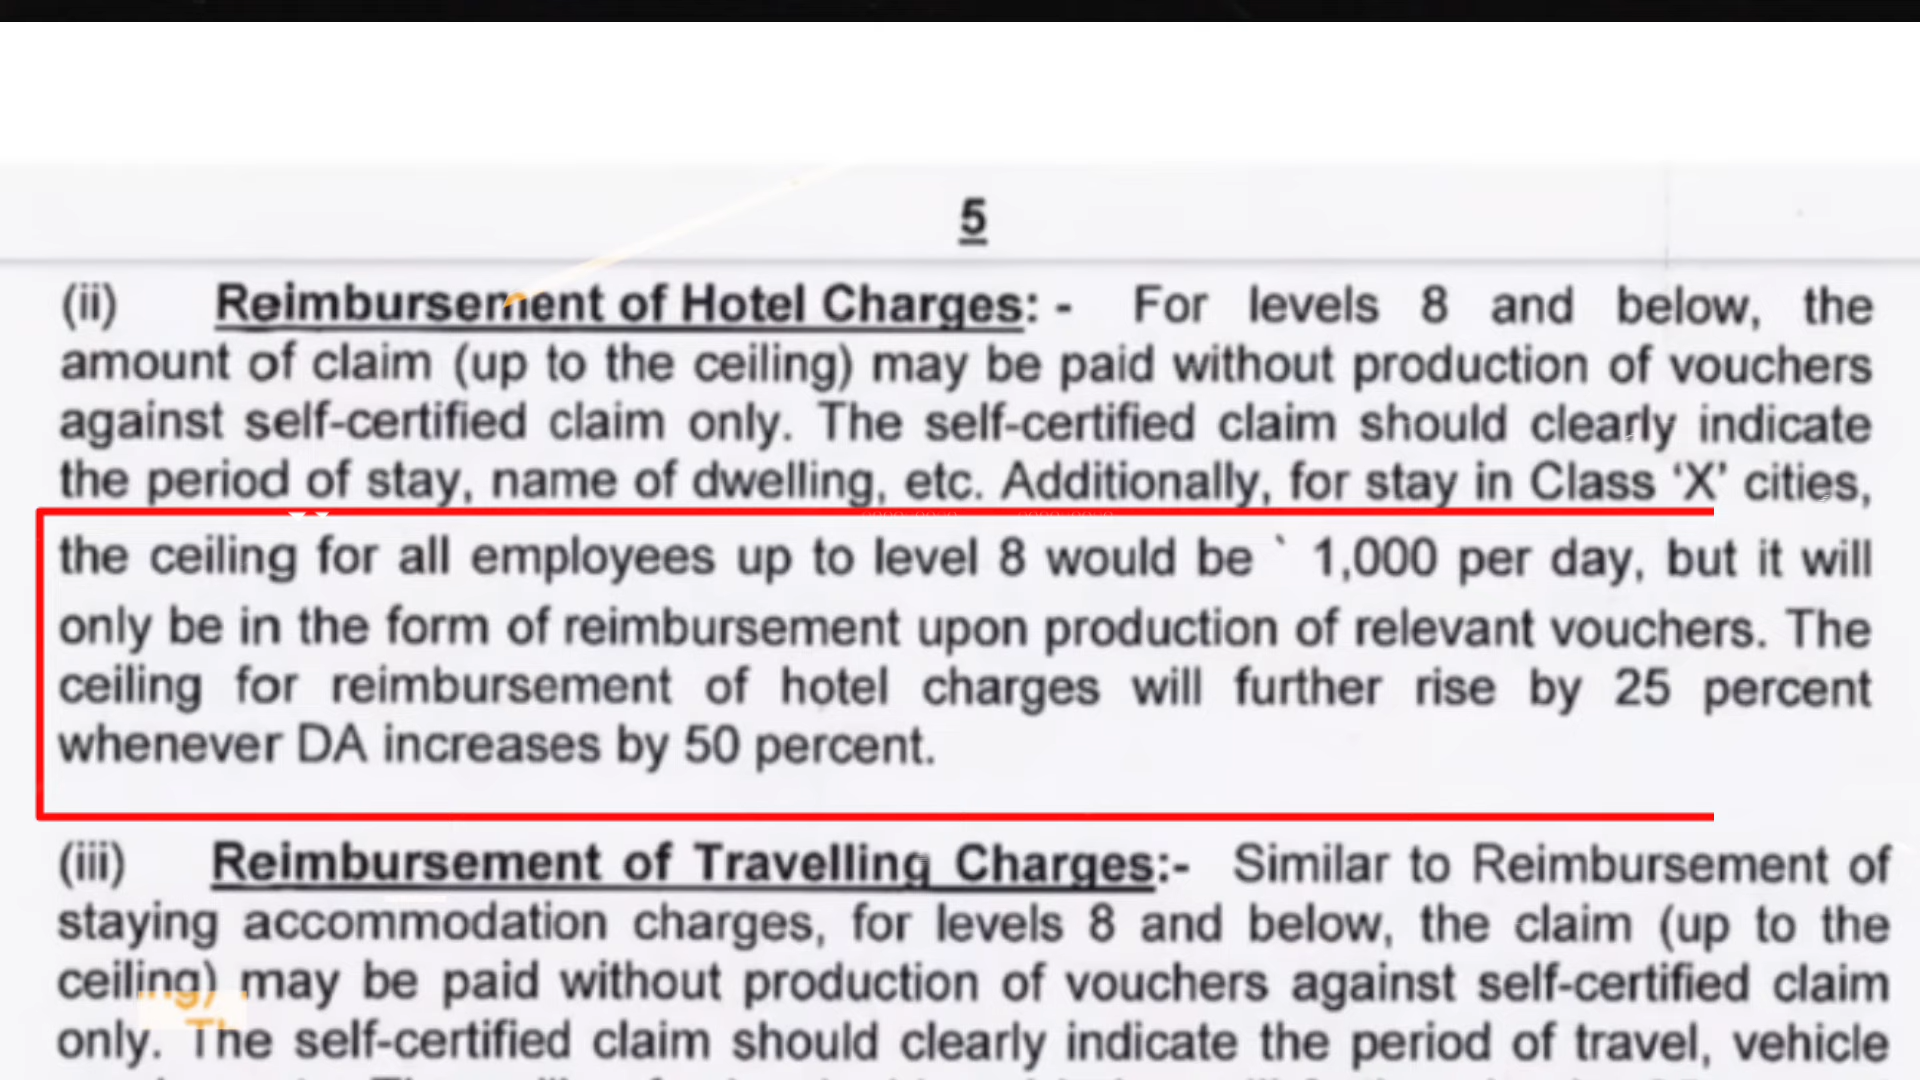 5
(ii) Reimbursement of Hotel Charges: - For levels 8 and below, the
amount of claim (up to the ceiling) may be paid without production of vouchers
against self-certified claim only. The self-certified claim should clearly indicate
the period of stay, name of dwelling, etc. Additionally, for stay in Class ‘X’ cities,
the ceiling for all employees up to level 8 would be ` 1,000 per day, but it will
only be in the form of reimbursement upon production of relevant vouchers. The
ceiling for reimbursement of hotel charges will further rise by 25 percent
whenever DA increases by 50 percent.
(iii) Reimbursement of Travelling Charges:- Similar to Reimbursement of
staying accommodation charges, for levels 8 and below, the claim (up to the
ceiling) may be paid without production of vouchers against self-certified claim
only. The self-certified claim should clearly indicate the period of travel, vehicle